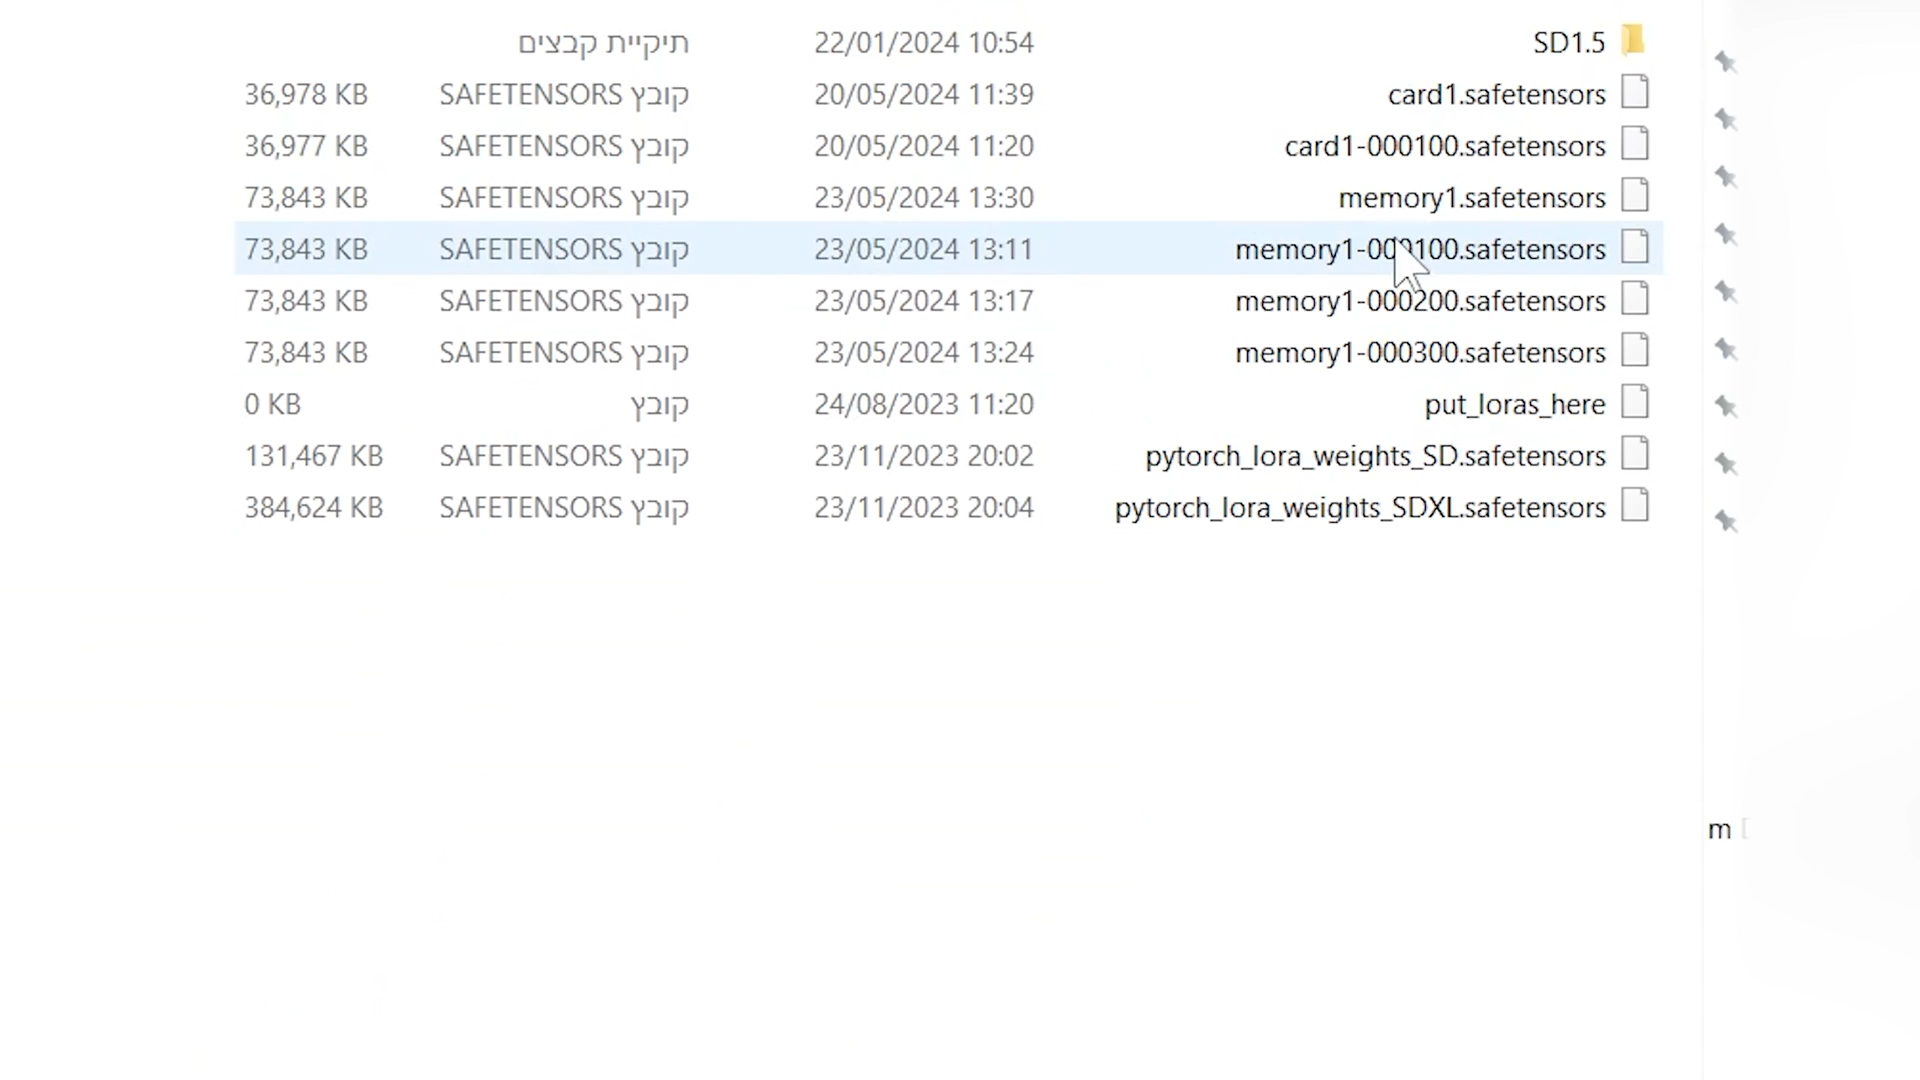 SD1.5 22/01/2024 10:54 תיקיית קבצים
card1.safetensors 20/05/2024 11:39 קובץ SAFETENSORS 36,978 KB
card1-000100.safetensors 20/05/2024 11:20 קובץ SAFETENSORS 36,977 KB
memory1.safetensors 23/05/2024 13:30 קובץ SAFETENSORS 73,843 KB
memory1-000100.safetensors 23/05/2024 13:11 קובץ SAFETENSORS 73,843 KB
memory1-000200.safetensors 23/05/2024 13:17 קובץ SAFETENSORS 73,843 KB
memory1-000300.safetensors 23/05/2024 13:24 קובץ SAFETENSORS 73,843 KB
put_loras_here 24/08/2023 11:20 קובץ 0 KB
pytorch_lora_weights_SD.safetensors 23/11/2023 20:02 קובץ SAFETENSORS 131,467 KB
pytorch_lora_weights_SDXL.safetensors 23/11/2023 20:04 קובץ SAFETENSORS 384,624 KB
m